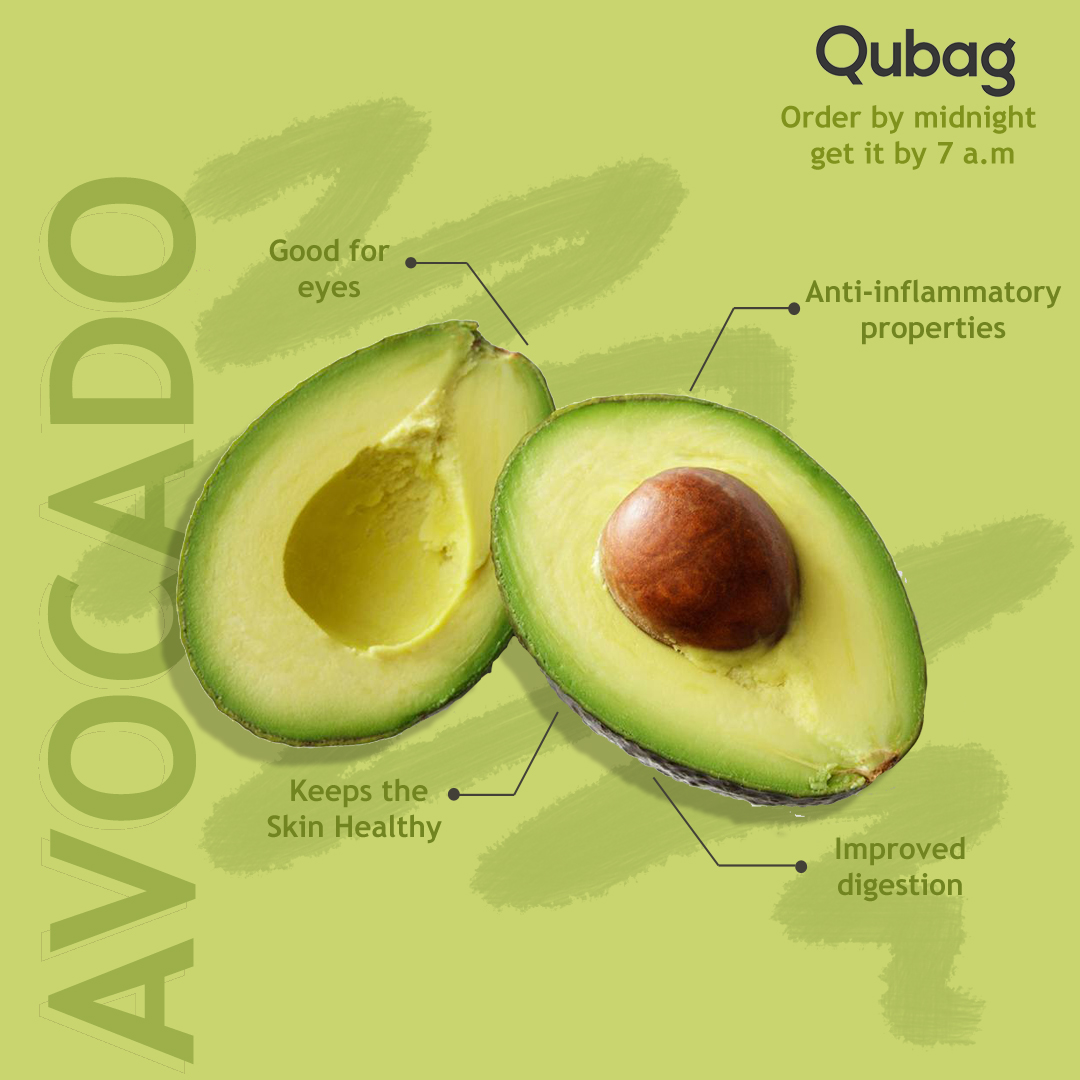 Qubag
Order by midnight
get it by 7 a.m
AVOCADO
Good for
eyes
Anti-inflammatory
properties
Keeps the
Skin Healthy
Improved
digestion